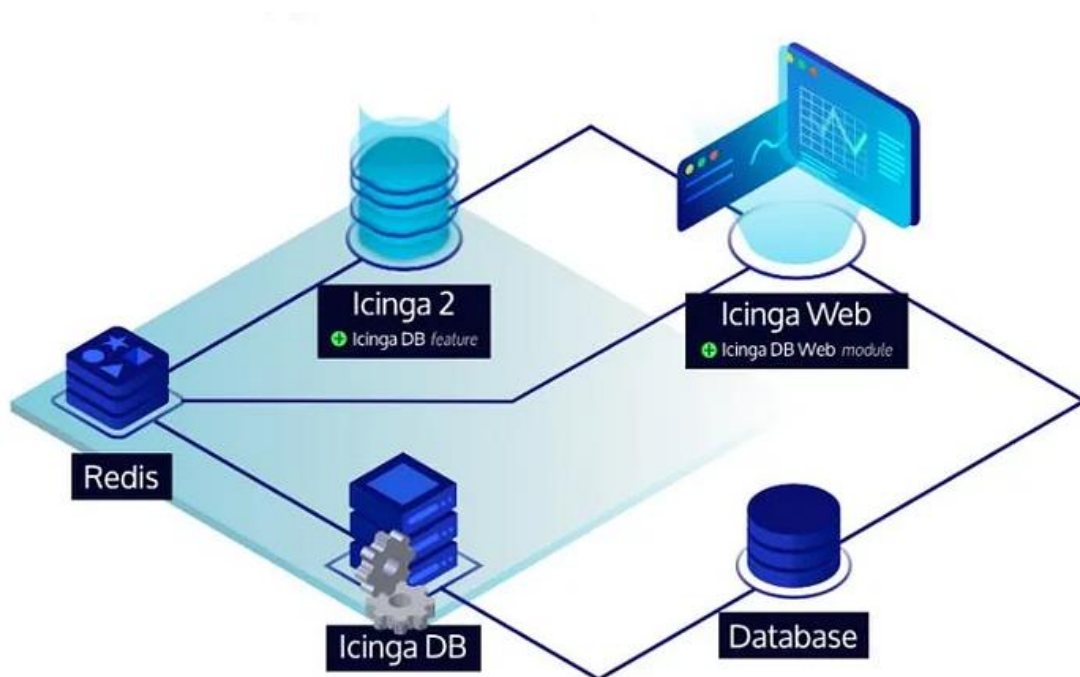 Icinga 2
Icinga DB feature
Icinga Web
Icinga DB Web module
Redis
Icinga DB
Database